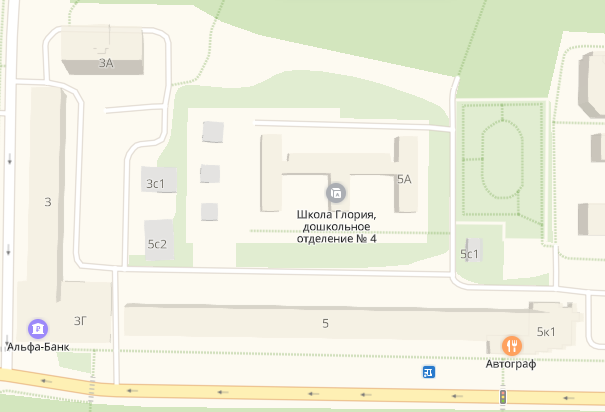 3А
3с1
3
5А
Школа Глория,
дошкольное
отделение № 4
5с2
5с1
3Г
5
5к1
Альфа-Банк
Автограф